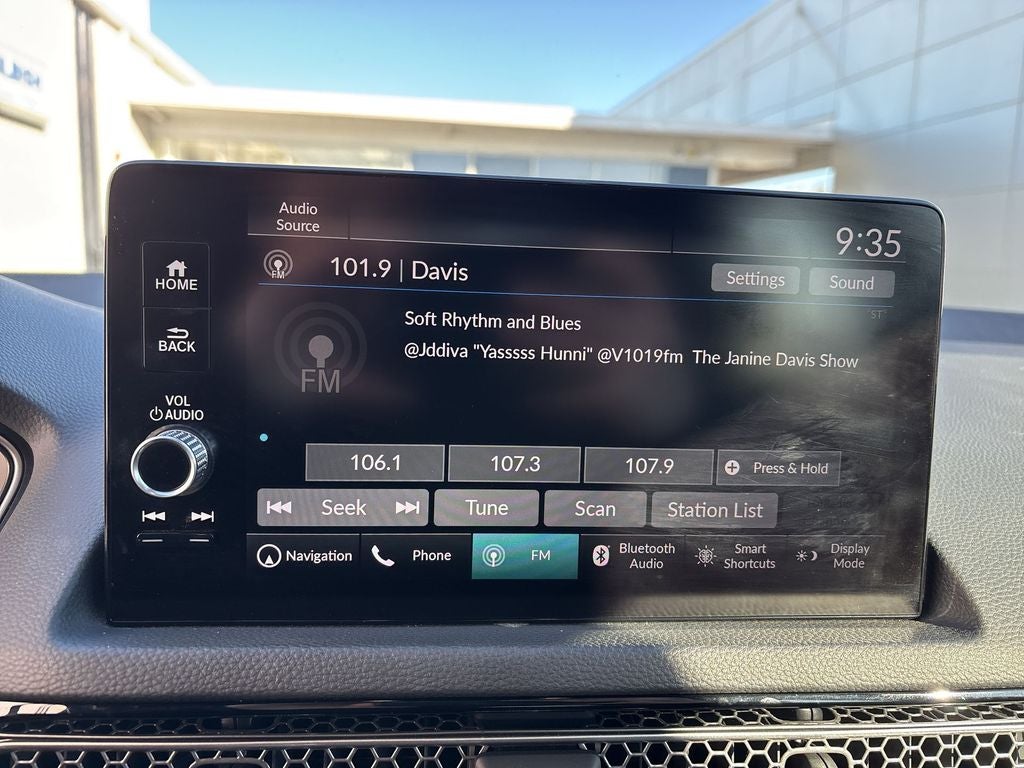 Audio
Source
9:35
HOME
FM
101.9 | Davis
Settings
Sound
ST
BACK
FM
Soft Rhythm and Blues
@Jddiva "Yasssss Hunni" @V1019fm The Janine Davis Show
VOL
AUDIO
106.1
107.3
107.9
Press & Hold
Seek
Tune
Scan
Station List
Navigation
Phone
FM
Bluetooth
Audio
Smart
Shortcuts
Display
Mode